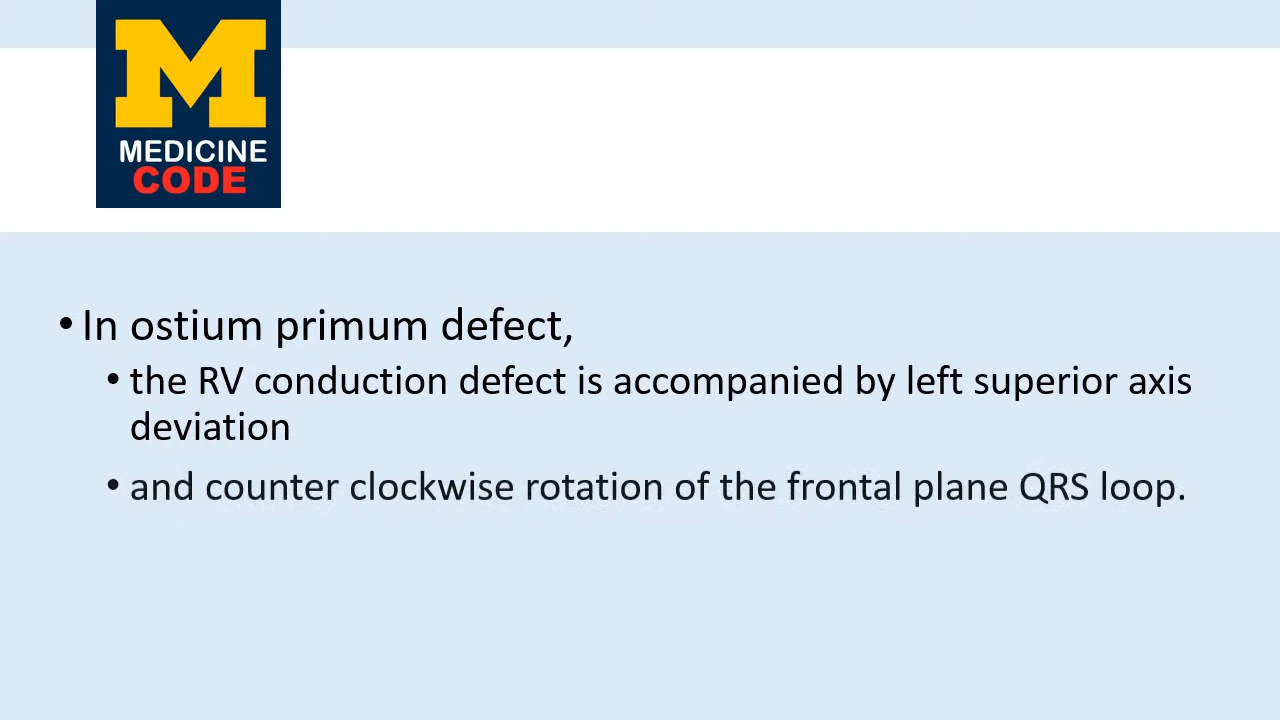 M
MEDICINE
CODE
• In ostium primum defect,
• the RV conduction defect is accompanied by left superior axis
deviation
• and counter clockwise rotation of the frontal plane QRS loop.